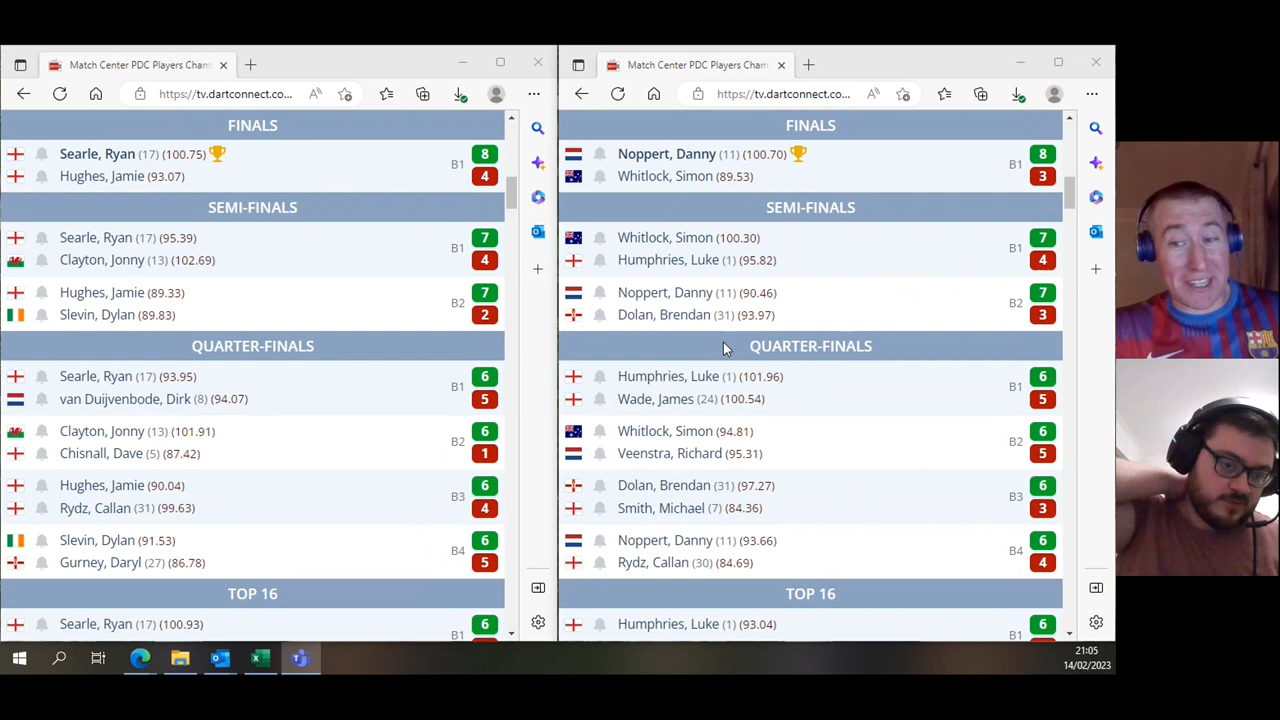 Match Center PDC Players Cham
https://tv.dartconnect.co...
FINALS
Searle, Ryan (17) (100.75) 8
B1
Hughes, Jamie (93.07) 4
SEMI-FINALS
Searle, Ryan (17) (95.39) 7
B1
Clayton, Jonny (13) (102.69) 4
Hughes, Jamie (89.33) 7
B2
Slevin, Dylan (89.83) 2
QUARTER-FINALS
Searle, Ryan (17) (93.95) 6
B1
van Duijvenbode, Dirk (8) (94.07) 5
Clayton, Jonny (13) (101.91) 6
B2
Chisnall, Dave (5) (87.42) 1
Hughes, Jamie (90.04) 6
B3
Rydz, Callan (31) (99.63) 4
Slevin, Dylan (91.53) 6
B4
Gurney, Daryl (27) (86.78) 5
TOP 16
Searle, Ryan (17) (100.93) 6
B1
Match Center PDC Players Cham
https://tv.dartconnect.co...
FINALS
Noppert, Danny (11) (100.70) 8
B1
Whitlock, Simon (89.53) 3
SEMI-FINALS
Whitlock, Simon (100.30) 7
B1
Humphries, Luke (1) (95.82) 4
Noppert, Danny (11) (90.46) 7
B2
Dolan, Brendan (31) (93.97) 3
QUARTER-FINALS
Humphries, Luke (1) (101.96) 6
B1
Wade, James (24) (100.54) 5
Whitlock, Simon (94.81) 6
B2
Veenstra, Richard (95.31) 5
Dolan, Brendan (31) (97.27) 6
B3
Smith, Michael (7) (84.36) 3
Noppert, Danny (11) (93.66) 6
B4
Rydz, Callan (30) (84.69) 4
TOP 16
Humphries, Luke (1) (93.04) 6
B1
21:05
14/02/2023